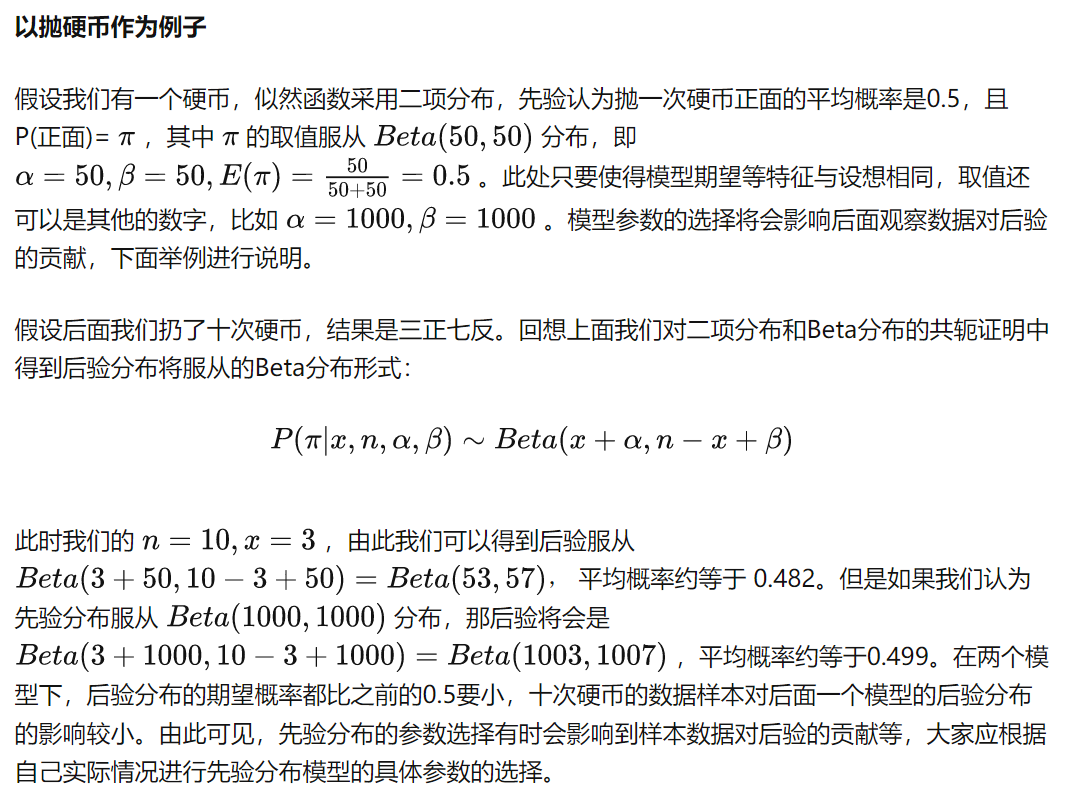 以抛硬币作为例子
假设我们有一个硬币，似然函数采用二项分布，先验认为抛一次硬币正面的平均概率是0.5，且
P(正面)= π ，其中 π 的取值服从 Beta(50, 50) 分布，即
α = 50, β = 50, E(π) = 50/(50+50) = 0.5 。此处只要使得模型期望等特征与设想相同，取值还
可以是其他的数字，比如 α = 1000, β = 1000 。模型参数的选择将会影响后面观察数据对后验
的贡献，下面举例进行说明。
假设后面我们扔了十次硬币，结果是三正七反。回想上面我们对二项分布和Beta分布的共轭证明中
得到后验分布将服从的Beta分布形式：
P(π|x, n, α, β) ∼ Beta(x + α, n − x + β)
此时我们的 n = 10, x = 3 ，由此我们可以得到后验服从
Beta(3 + 50, 10 − 3 + 50) = Beta(53, 57)， 平均概率约等于 0.482。但是如果我们认为
先验分布服从 Beta(1000, 1000) 分布，那后验将会是
Beta(3 + 1000, 10 − 3 + 1000) = Beta(1003, 1007) ，平均概率约等于0.499。在两个模
型下，后验分布的期望概率都比之前的0.5要小，十次硬币的数据样本对后面一个模型的后验分布
的影响较小。由此可见，先验分布的参数选择有时会影响到样本数据对后验的贡献等，大家应根据
自己实际情况进行先验分布模型的具体参数的选择。